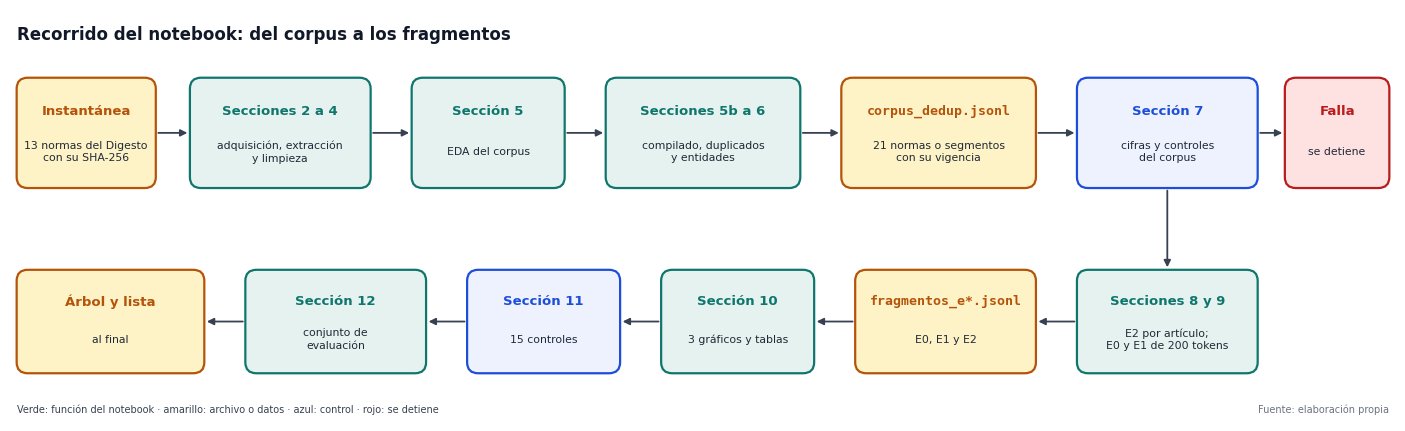 Recorrido del notebook: del corpus a los fragmentos
Instantánea
13 normas del Digesto
con su SHA-256
Secciones 2 a 4
adquisición, extracción
y limpieza
Sección 5
EDA del corpus
Secciones 5b a 6
compilado, duplicados
y entidades
corpus_dedup.jsonl
21 normas o segmentos
con su vigencia
Sección 7
cifras y controles
del corpus
Falla
se detiene
Árbol y lista
al final
Sección 12
conjunto de
evaluación
Sección 11
15 controles
Sección 10
3 gráficos y tablas
fragmentos_e*.jsonl
E0, E1 y E2
Secciones 8 y 9
E2 por artículo;
E0 y E1 de 200 tokens
Verde: función del notebook · amarillo: archivo o datos · azul: control · rojo: se detiene
Fuente: elaboración propia